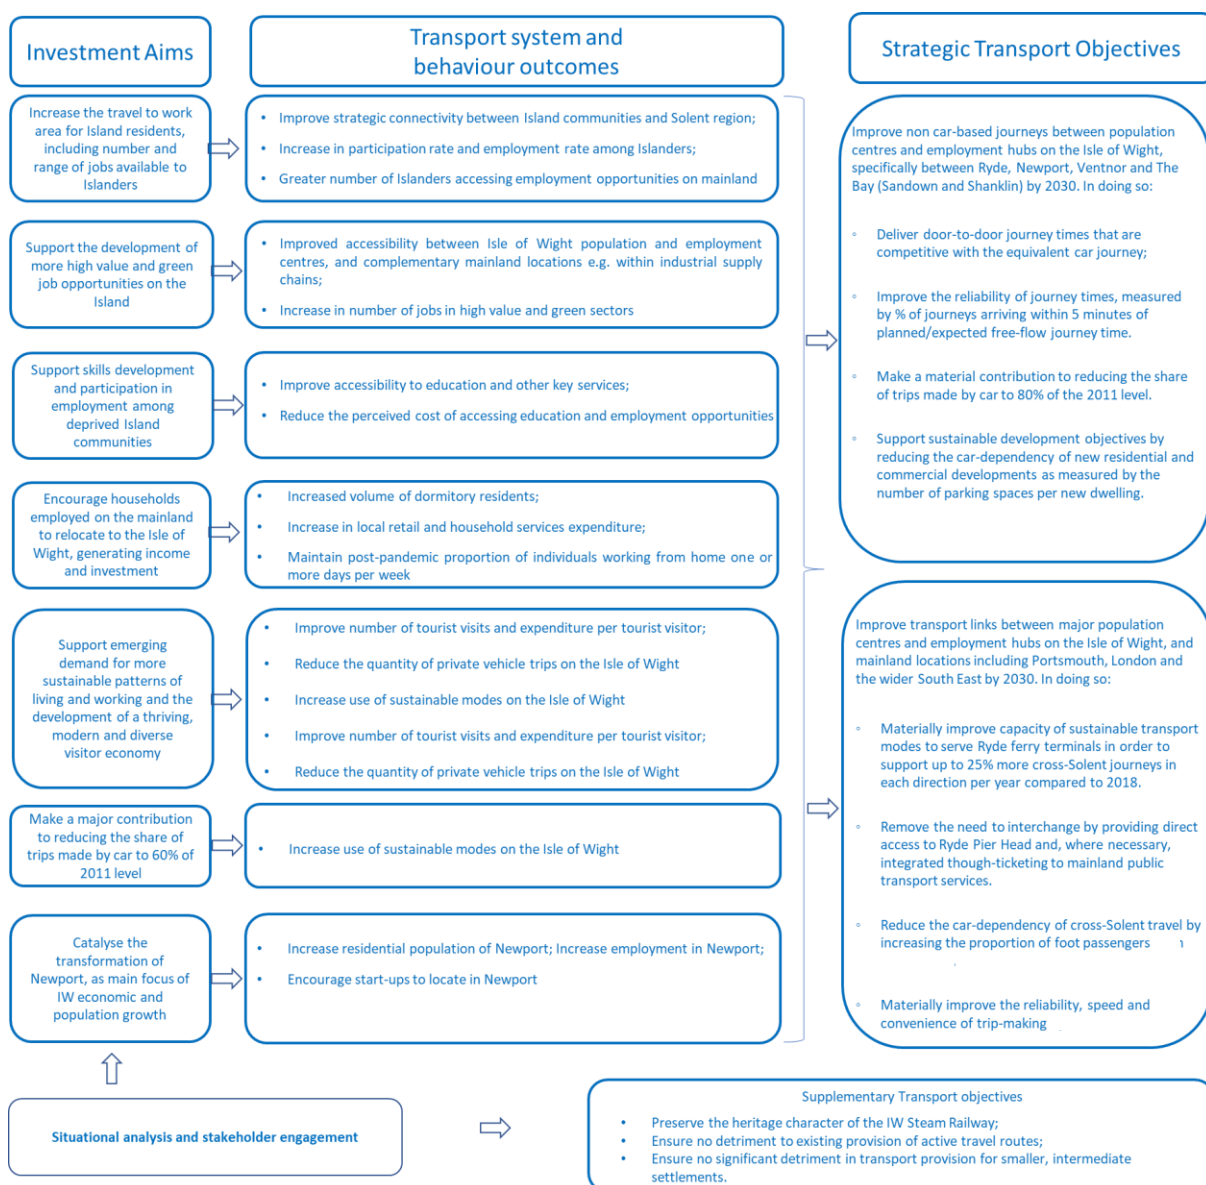 Investment Aims
Transport system and
behaviour outcomes
Strategic Transport Objectives
Increase the travel to work
area for Island residents,
including number and
range of jobs available to
Islanders
• Improve strategic connectivity between Island communities and Solent region;
• Increase in participation rate and employment rate among Islanders;
• Greater number of Islanders accessing employment opportunities on mainland
Support the development of
more high value and green
job opportunities on the
Island
• Improved accessibility between Isle of Wight population and employment
centres, and complementary mainland locations e.g. within industrial supply
chains;
• Increase in number of jobs in high value and green sectors
Support skills development
and participation in
employment among
deprived Island
communities
• Improve accessibility to education and other key services;
• Reduce the perceived cost of accessing education and employment opportunities
Encourage households
employed on the mainland
to relocate to the Isle of
Wight, generating income
and investment
• Increased volume of dormitory residents;
• Increase in local retail and household services expenditure;
• Maintain post-pandemic proportion of individuals working from home one or
more days per week
Support emerging
demand for more
sustainable patterns of
living and working and the
development of a thriving,
modern and diverse
visitor economy
• Improve number of tourist visits and expenditure per tourist visitor;
• Reduce the quantity of private vehicle trips on the Isle of Wight
• Increase use of sustainable modes on the Isle of Wight
• Improve number of tourist visits and expenditure per tourist visitor;
• Reduce the quantity of private vehicle trips on the Isle of Wight
Make a major contribution
to reducing the share of
trips made by car to 60% of
2011 level
• Increase use of sustainable modes on the Isle of Wight
Catalyse the
transformation of
Newport, as main focus of
IW economic and
population growth
• Increase residential population of Newport; Increase employment in Newport;
• Encourage start-ups to locate in Newport
Improve non car-based journeys between population
centres and employment hubs on the Isle of Wight,
specifically between Ryde, Newport, Ventnor and The
Bay (Sandown and Shanklin) by 2030. In doing so:
◦ Deliver door-to-door journey times that are
competitive with the equivalent car journey;
◦ Improve the reliability of journey times, measured
by % of journeys arriving within 5 minutes of
planned/expected free-flow journey time.
◦ Make a material contribution to reducing the share
of trips made by car to 80% of the 2011 level.
◦ Support sustainable development objectives by
reducing the car-dependency of new residential and
commercial developments as measured by the
number of parking spaces per new dwelling.
Improve transport links between major population
centres and employment hubs on the Isle of Wight, and
mainland locations including Portsmouth, London and
the wider South East by 2030. In doing so:
◦ Materially improve capacity of sustainable transport
modes to serve Ryde ferry terminals in order to
support up to 25% more cross-Solent journeys in
each direction per year compared to 2018.
◦ Remove the need to interchange by providing direct
access to Ryde Pier Head and, where necessary,
integrated though-ticketing to mainland public
transport services.
◦ Reduce the car-dependency of cross-Solent travel by
increasing the proportion of foot passengers
◦ Materially improve the reliability, speed and
convenience of trip-making
Situational analysis and stakeholder engagement
Supplementary Transport objectives
• Preserve the heritage character of the IW Steam Railway;
• Ensure no detriment to existing provision of active travel routes;
• Ensure no significant detriment in transport provision for smaller, intermediate
settlements.